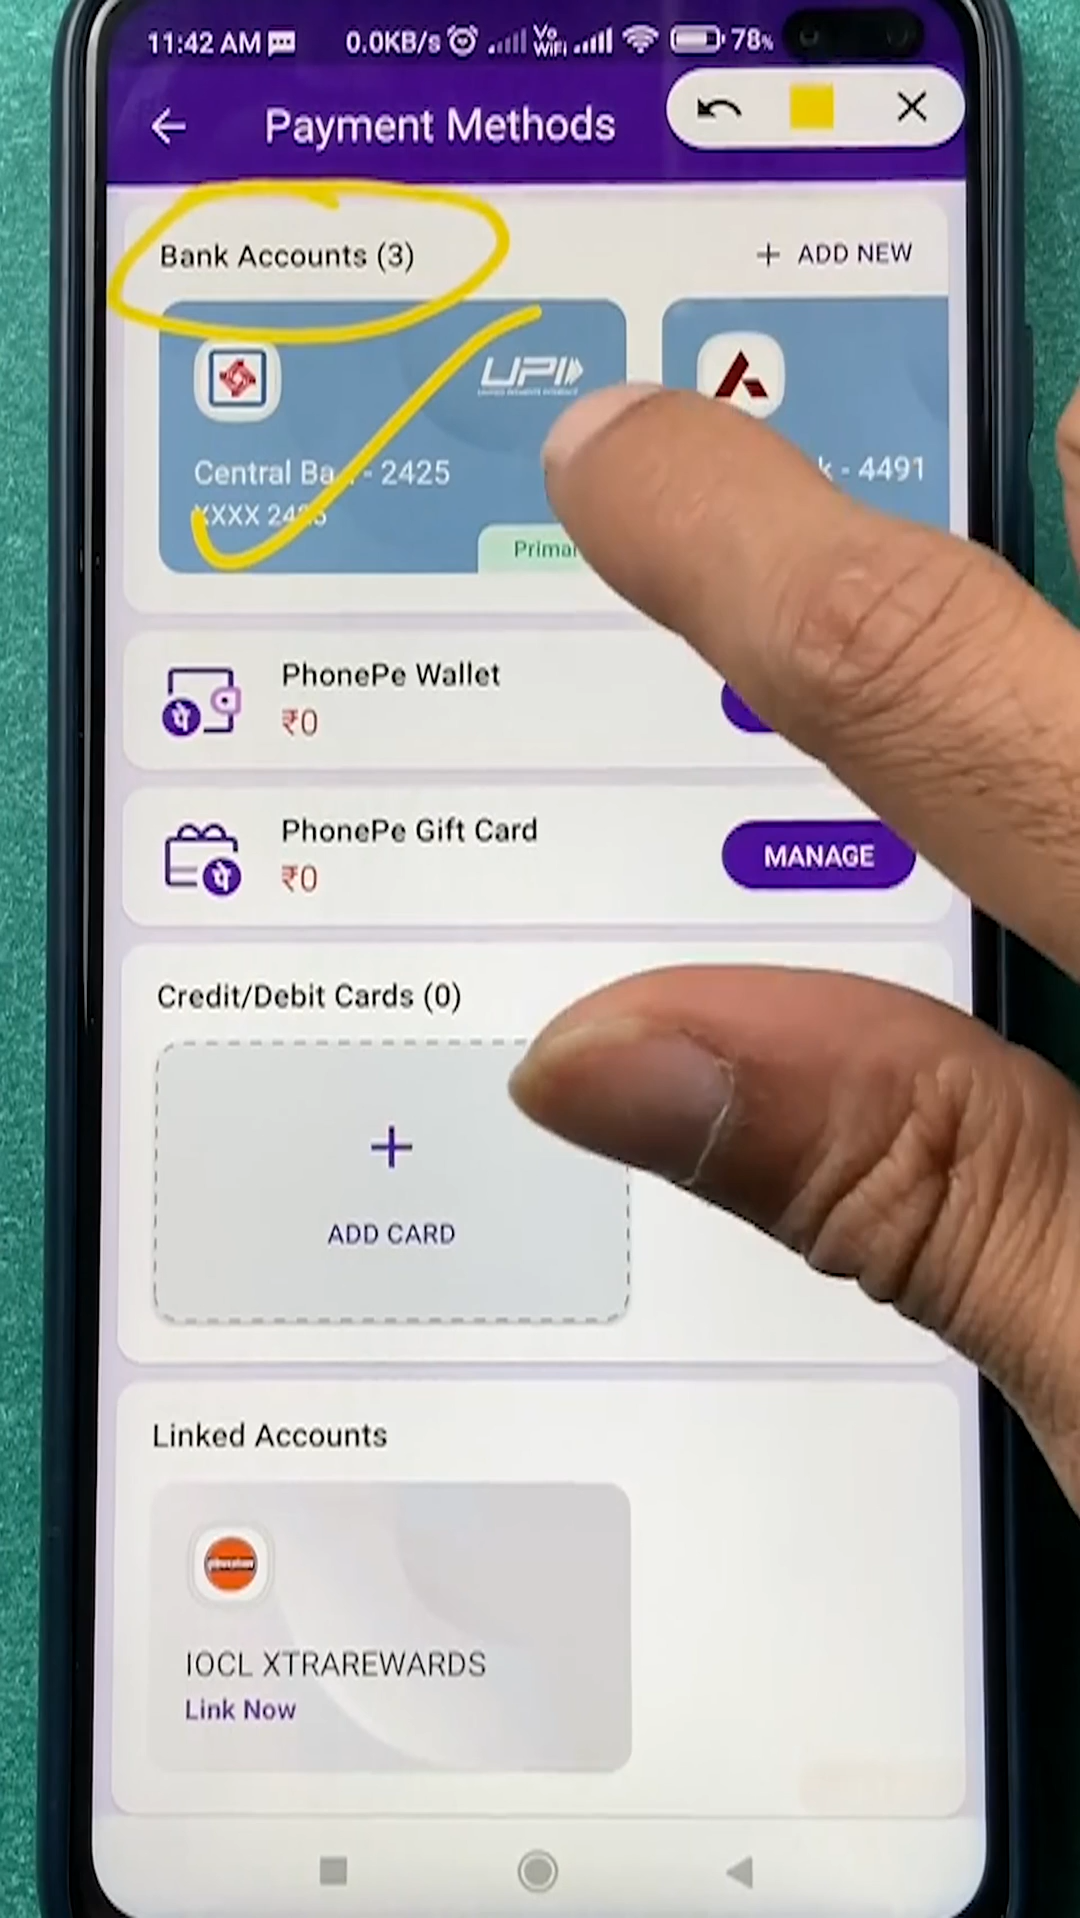 11:42 AM 0.0KB/s Vo WiFi 78%
Payment Methods
Bank Accounts (3)
+ ADD NEW
UPI
Central Ba - 2425
XXXX 2425
Primar
k - 4491
PhonePe Wallet
₹0
PhonePe Gift Card
₹0
MANAGE
Credit/Debit Cards (0)
+
ADD CARD
Linked Accounts
IOCL XTRAREWARDS
Link Now